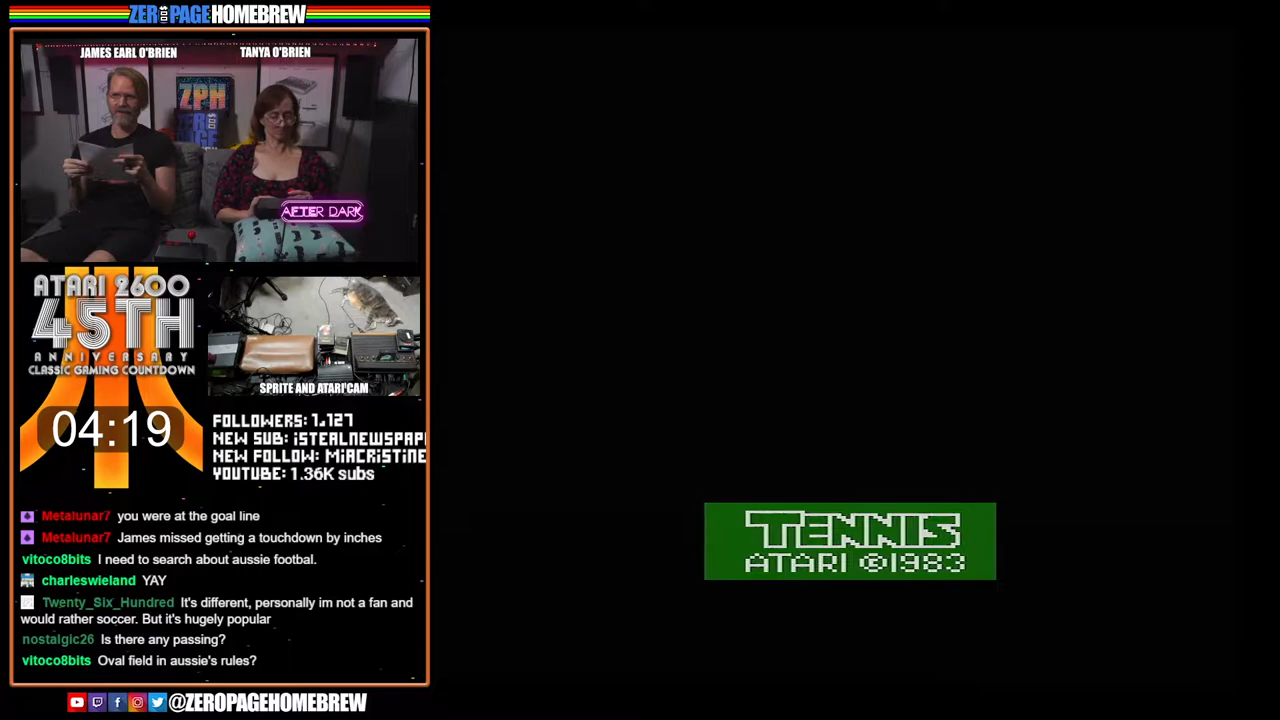 ZEROPAGE HOMEBREW
JAMES EARL O'BRIEN
TANYA O'BRIEN
ZPH
ZER
PAGE
AFTER DARK
ATARI 2600
45TH
ANNIVERSARY
CLASSIC GAMING COUNTDOWN
04:19
SPRITE AND ATARI CAM
FOLLOWERS: 1,127
NEW SUB: iSTEALNEWSPAP
NEW FOLLOW: MIACRISTINE
YOUTUBE: 1.36K subs
Metalunar7 you were at the goal line
Metalunar7 James missed getting a touchdown by inches
vitoco8bits I need to search about aussie footbal.
charleswieland YAY
Twenty_Six_Hundred It's different, personally im not a fan and
would rather soccer. But it's hugely popular
nostalgic26 Is there any passing?
vitoco8bits Oval field in aussie's rules?
@ZEROPAGEHOMEBREW
TENNIS
ATARI ©1983